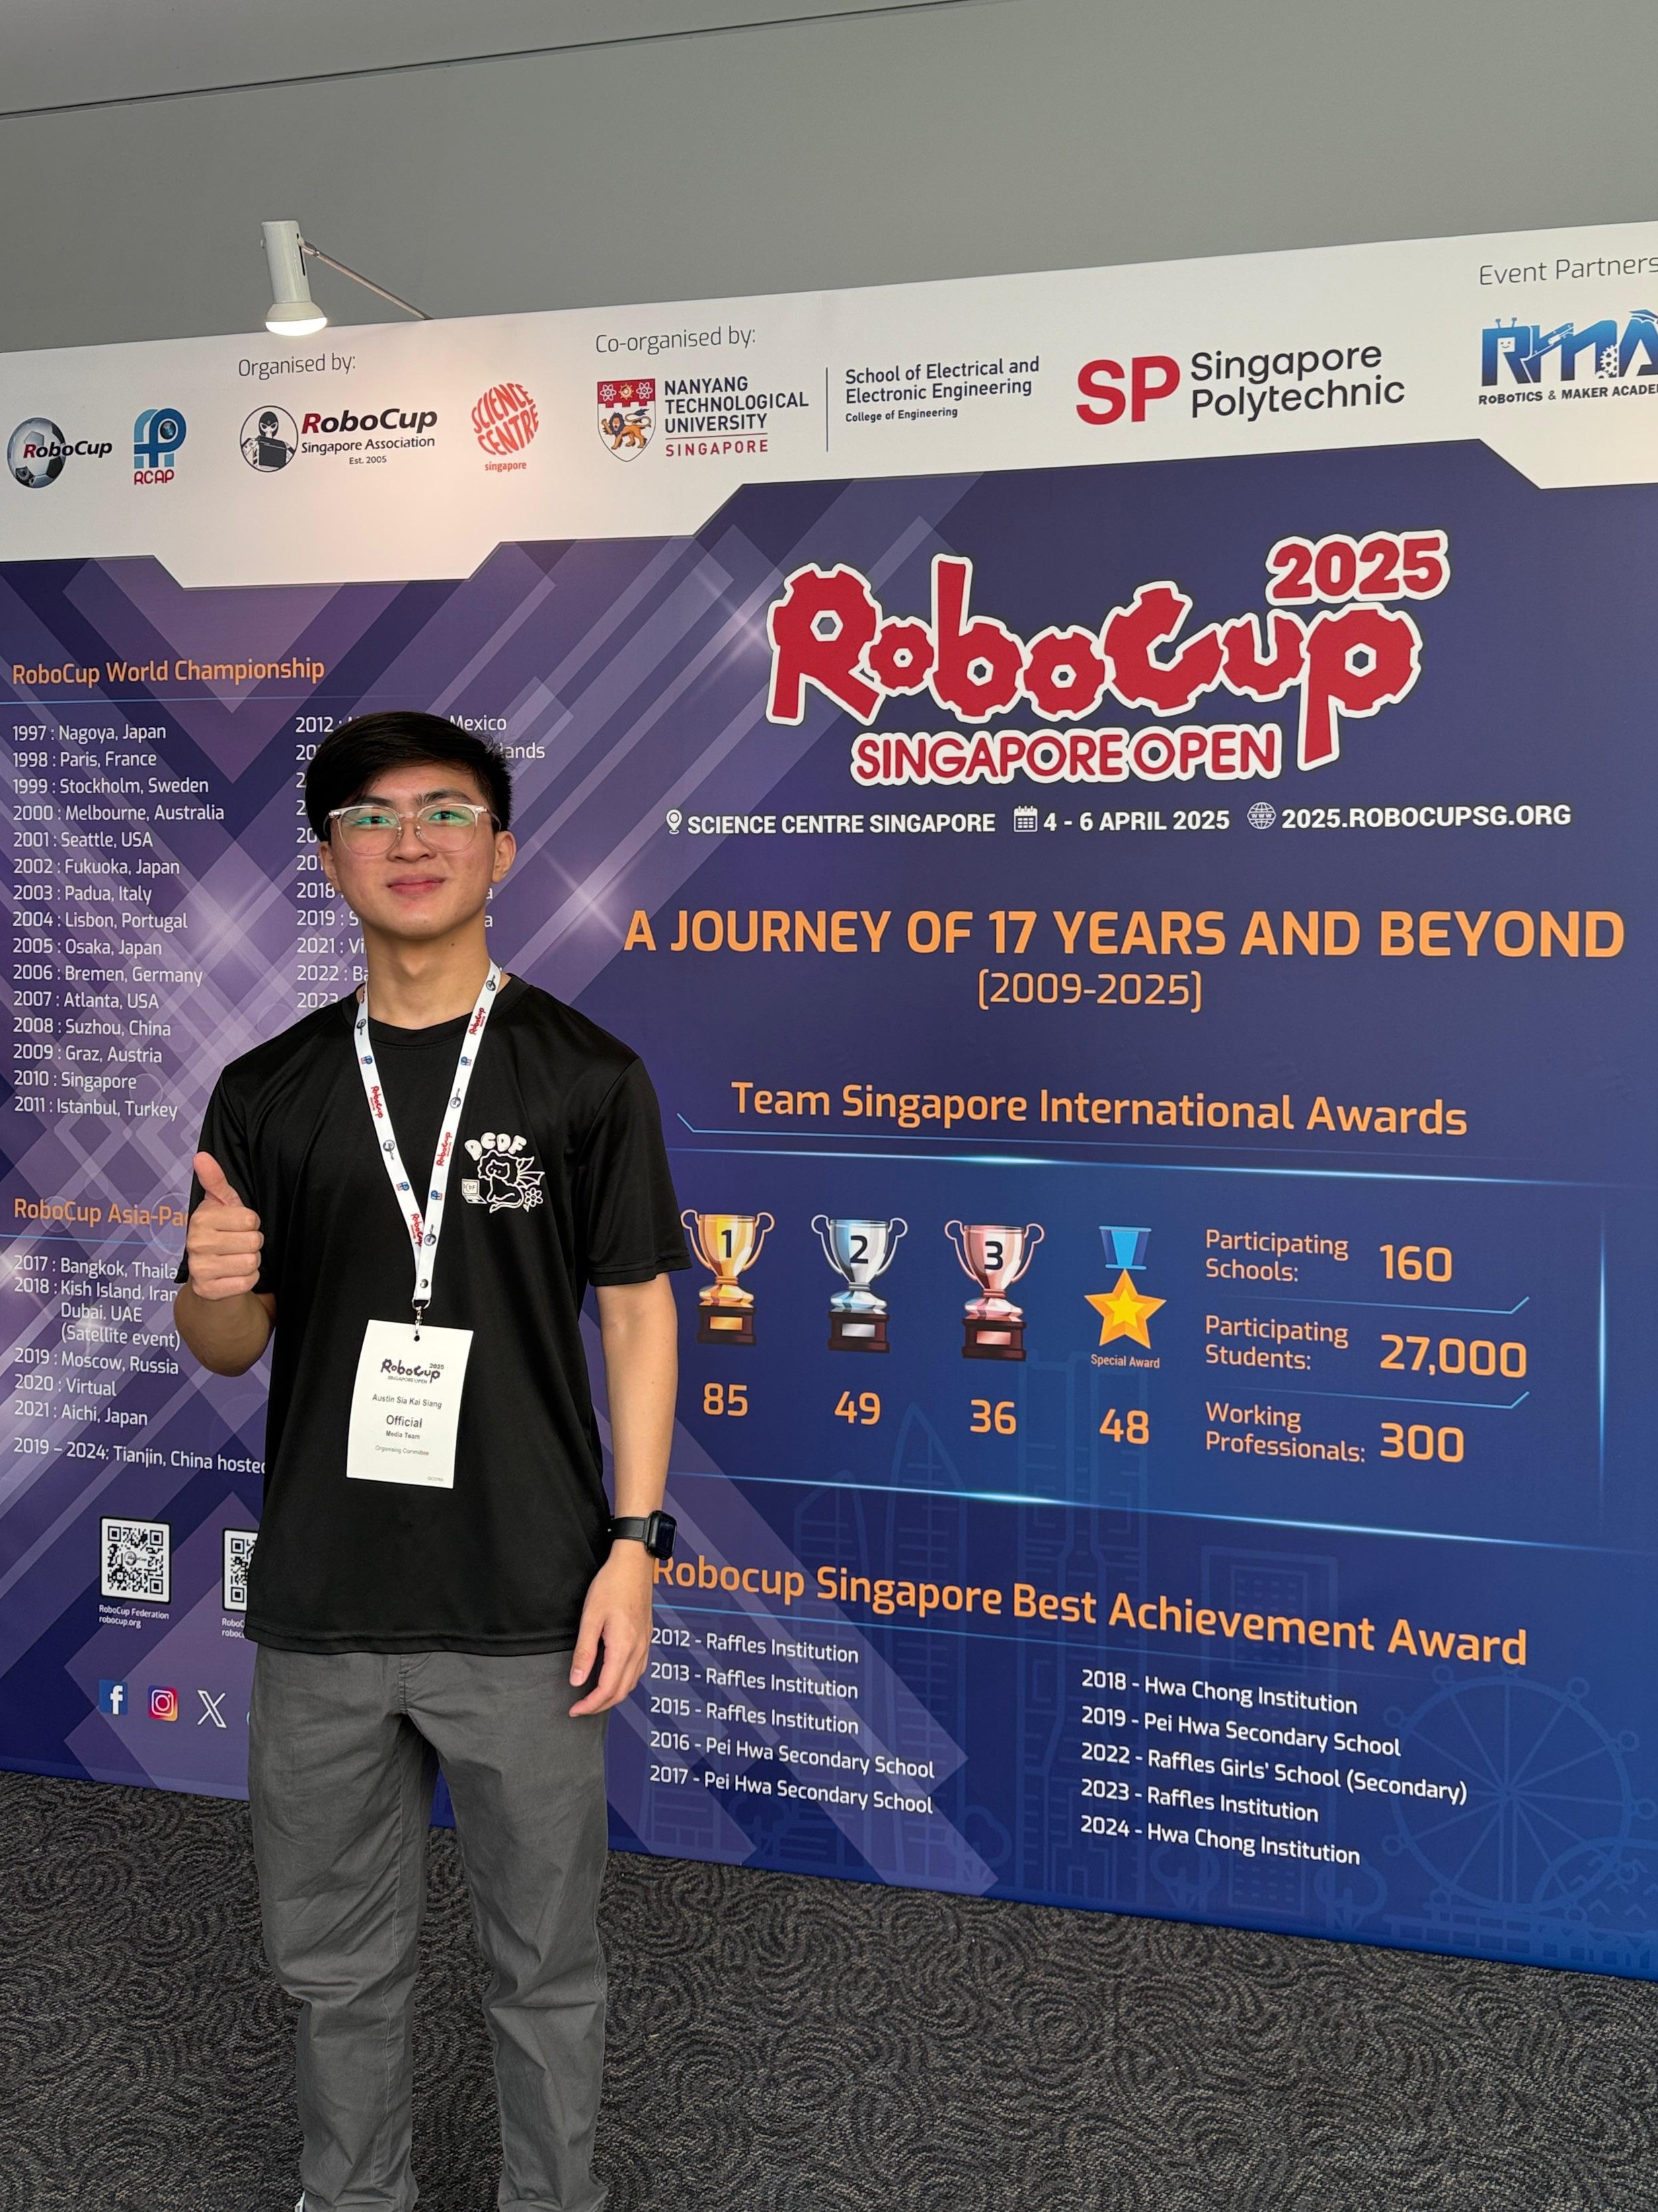 Event Partners
Organised by:
Co-organised by:
RoboCup
RCAP
RoboCup
Singapore Association
Est. 2005
SCIENCE
CENTRE
singapore
NANYANG
TECHNOLOGICAL
UNIVERSITY
SINGAPORE
School of Electrical and
Electronic Engineering
College of Engineering
SP Singapore
Polytechnic
RMA
ROBOTICS & MAKER
2025
RoboCup
SINGAPORE OPEN
SCIENCE CENTRE SINGAPORE 4 - 6 APRIL 2025 2025.ROBOCUPSG.ORG
A JOURNEY OF 17 YEARS AND BEYOND
(2009-2025)
RoboCup World Championship
1997 : Nagoya, Japan
1998 : Paris, France
1999 : Stockholm, Sweden
2000 : Melbourne, Australia
2001 : Seattle, USA
2002 : Fukuoka, Japan
2003 : Padua, Italy
2004 : Lisbon, Portugal
2005 : Osaka, Japan
2006 : Bremen, Germany
2007 : Atlanta, USA
2008 : Suzhou, China
2009 : Graz, Austria
2010 : Singapore
2011 : Istanbul, Turkey
2012 : Mexico
2018
2019 :
2021 :
2022 :
2023
RoboCup
2017 : Bangkok,
2018 : Kish Island, Iran
Dubai. UAE
(Satellite event)
2019 : Moscow, Russia
2020 : Virtual
2021 : Aichi, Japan
2019 – 2024: Tianjin, China hosted
RoboCup Federation
robocup.org
Team Singapore International Awards
1
2
3
Special Award
85
49
36
48
Participating
Schools: 160
Participating
Students: 27,000
Working
Professionals: 300
Robocup Singapore Best Achievement Award
2012 - Raffles Institution
2013 - Raffles Institution
2015 - Raffles Institution
2016 - Pei Hwa Secondary School
2017 - Pei Hwa Secondary School
2018 - Hwa Chong Institution
2019 - Pei Hwa Secondary School
2022 - Raffles Girls' School (Secondary)
2023 - Raffles Institution
2024 - Hwa Chong Institution
DCDF
RoboCup 2025
SINGAPORE OPEN
Austin Sia Kai Siang
Official
Media Team
Organising Committee